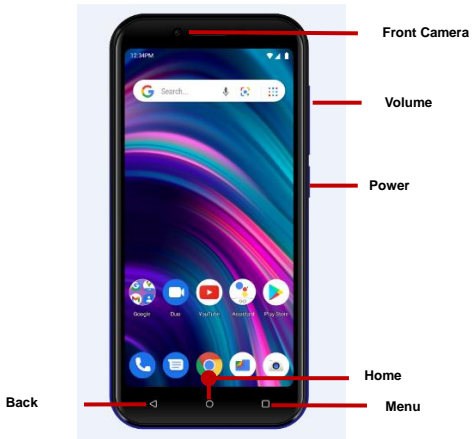 Front Camera
12:34PM
Search...
Volume
Power
Google Duo YouTube Assistant Play Store
Home
Back
Menu